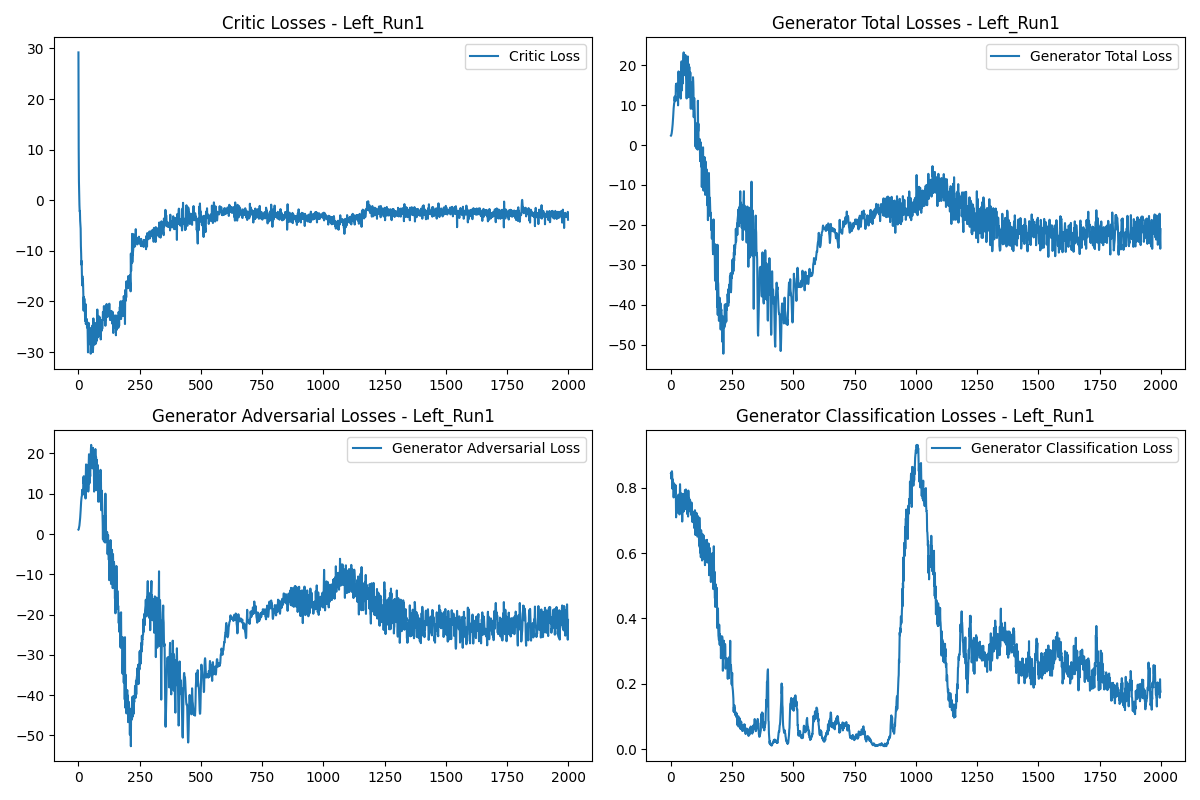 Critic Losses - Left_Run1
Critic Loss
30
20
10
0
−10
−20
−30
0 250 500 750 1000 1250 1500 1750 2000
Generator Total Losses - Left_Run1
Generator Total Loss
20
10
0
−10
−20
−30
−40
−50
0 250 500 750 1000 1250 1500 1750 2000
Generator Adversarial Losses - Left_Run1
Generator Adversarial Loss
20
10
0
−10
−20
−30
−40
−50
0 250 500 750 1000 1250 1500 1750 2000
Generator Classification Losses - Left_Run1
Generator Classification Loss
0.8
0.6
0.4
0.2
0.0
0 250 500 750 1000 1250 1500 1750 2000